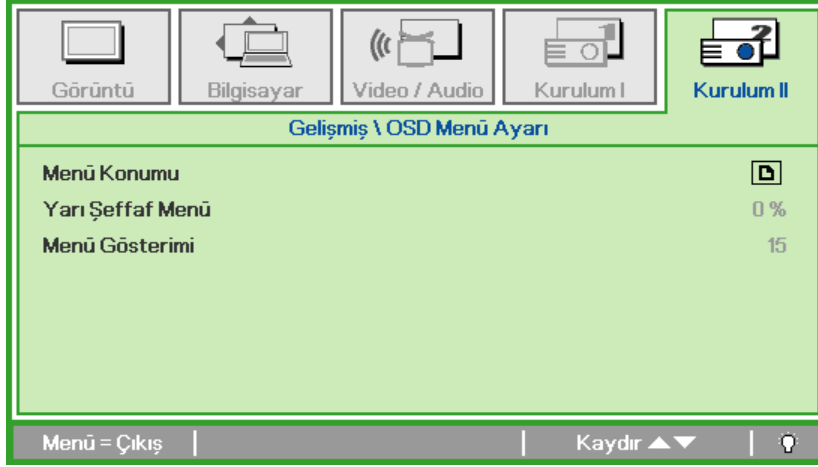 Görüntü
Bilgisayar
Video / Audio
Kurulum I
Kurulum II
Gelişmiş \ OSD Menü Ayarı
Menü Konumu
Yarı Şeffaf Menü 0 %
Menü Gösterimi 15
Menü = Çıkış
Kaydır ▲▼